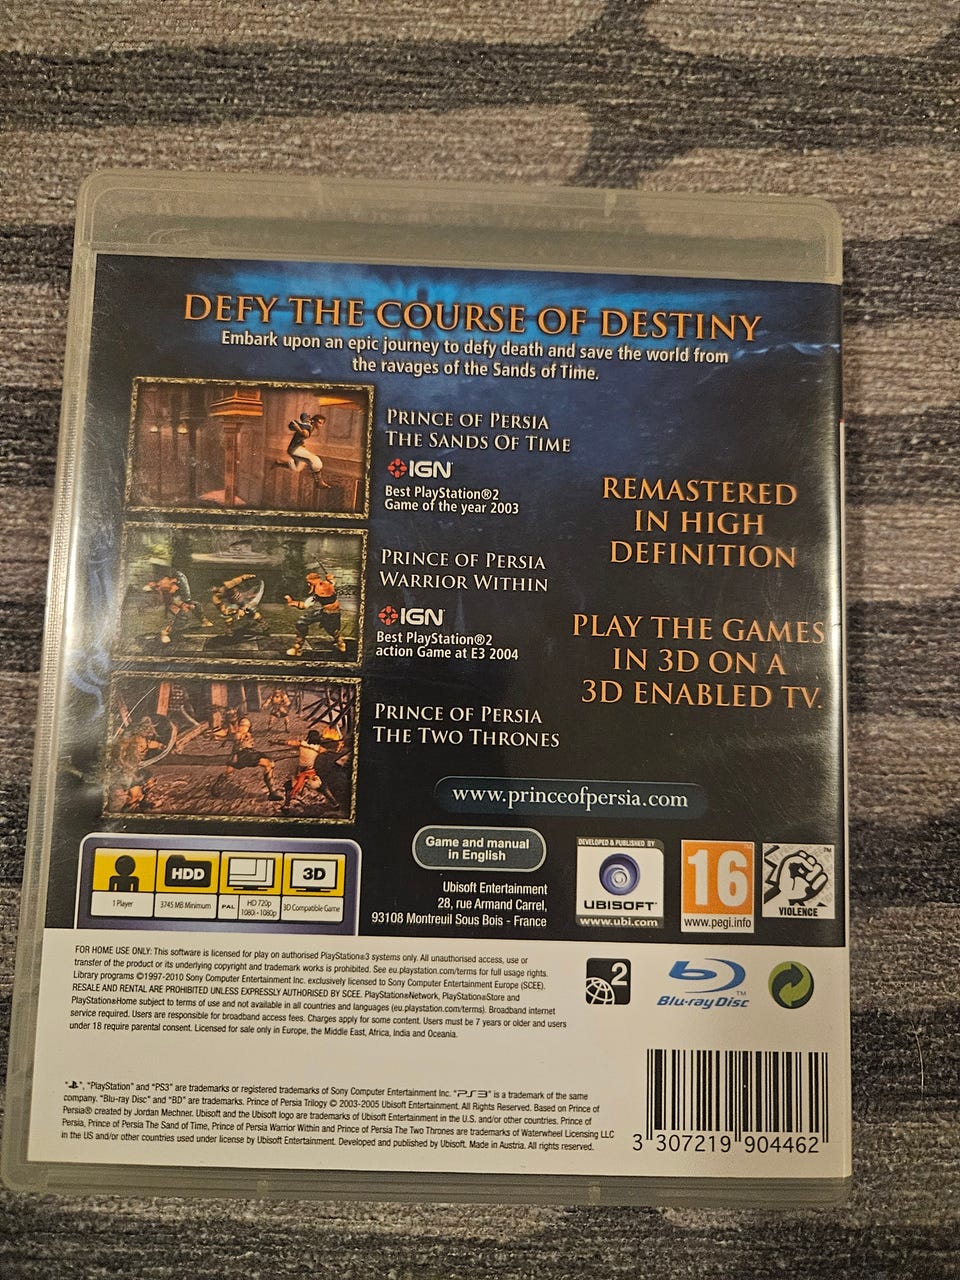 DEFY THE COURSE OF DESTINY
Embark upon an epic journey to defy death and save the world from
the ravages of the Sands of Time.
PRINCE OF PERSIA
THE SANDS OF TIME
IGN
Best PlayStation®2
Game of the year 2003
PRINCE OF PERSIA
WARRIOR WITHIN
IGN
Best PlayStation®2
action Game at E3 2004
PRINCE OF PERSIA
THE TWO THRONES
REMASTERED
IN HIGH
DEFINITION
PLAY THE GAMES
IN 3D ON A
3D ENABLED TV.
www.princeofpersia.com
Game and manual
in English
Ubisoft Entertainment
28, rue Armand Carrel,
93108 Montreuil Sous Bois - France
HDD
3D
1 Player
3745 MB Minimum
PAL
HD 720p
1080i - 1080p
3D Compatible Game
DEVELOPED & PUBLISHED BY
UBISOFT™
www.ubi.com
16
www.pegi.info
™
VIOLENCE
FOR HOME USE ONLY: This software is licensed for play on authorised PlayStation®3 systems only. All unauthorised access, use or
transfer of the product or its underlying copyright and trademark works is prohibited. See eu.playstation.com/terms for full usage rights.
Library programs ©1997-2010 Sony Computer Entertainment Inc. exclusively licensed to Sony Computer Entertainment Europe (SCEE).
RESALE AND RENTAL ARE PROHIBITED UNLESS EXPRESSLY AUTHORISED BY SCEE. PlayStation®Network, PlayStation®Store and
PlayStation®Home subject to terms of use and not available in all countries and languages (eu.playstation.com/terms). Broadband internet
service required. Users are responsible for broadband access fees. Charges apply for some content. Users must be 7 years or older and users
under 18 require parental consent. Licensed for sale only in Europe, the Middle East, Africa, India and Oceania.
2
Blu-ray Disc™
"PS", "PlayStation" and "PS3" are trademarks or registered trademarks of Sony Computer Entertainment Inc. "PS3" is a trademark of the same
company. "Blu-ray Disc" and "BD" are trademarks. Prince of Persia Trilogy © 2003-2005 Ubisoft Entertainment. All Rights Reserved. Based on Prince of
Persia® created by Jordan Mechner. Ubisoft and the Ubisoft logo are trademarks of Ubisoft Entertainment in the U.S. and/or other countries. Prince of
Persia, Prince of Persia The Sand of Time, Prince of Persia Warrior Within and Prince of Persia The Two Thrones are trademarks of Waterwheel Licensing LLC
in the US and/or other countries used under license by Ubisoft Entertainment. Developed and published by Ubisoft. Made in Austria. All rights reserved.
3 307219 904462